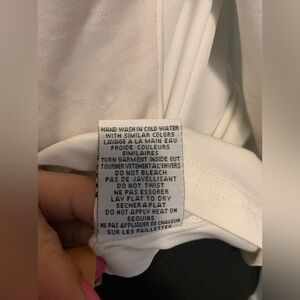 HAND WASH IN COLD WATER
WITH SIMILAR COLORS
LAVAGE A LA MAIN EAU
FROIDE COULEURS
SIMILAIRES
TURN GARMENT INSIDE OUT
TOURNER VETEMENT L'ENVERS
DO NOT BLEACH
PAS DE JAVELLISANT
DO NOT TWIST
NE PAS ESSORER
LAY FLAT TO DRY
SECHER A PLAT
DO NOT APPLY HEAT ON
SEQUINS
NE PAS APPLIQUER DE CHALEUR
SUR LES PAILLETTES